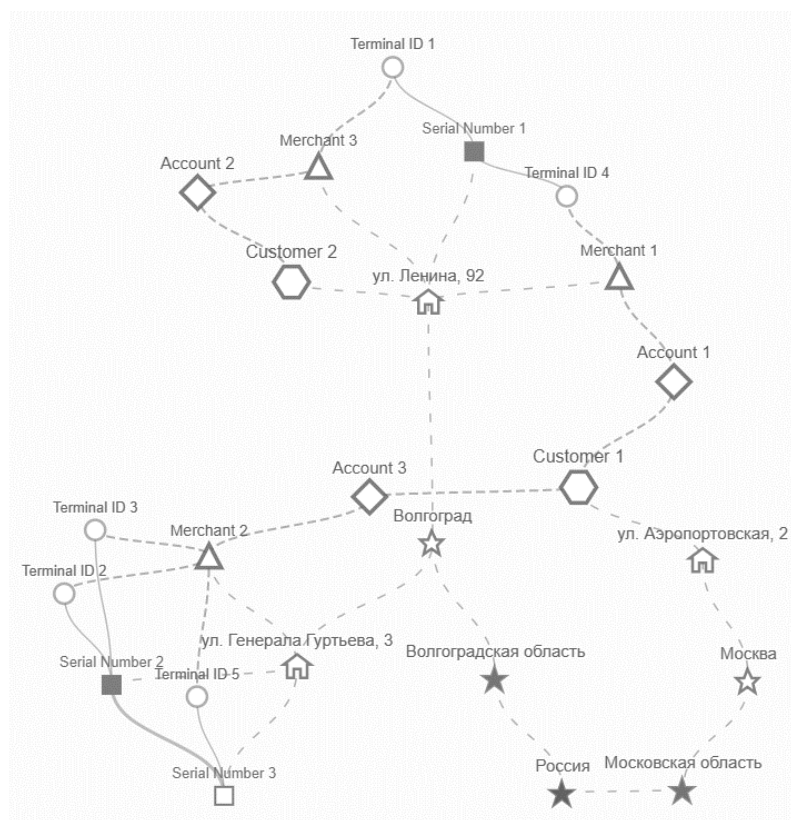 Terminal ID 1
Serial Number 1
Merchant 3
Account 2
Terminal ID 4
Customer 2
Merchant 1
ул. Ленина, 92
Account 1
Customer 1
Account 3
Terminal ID 3
Волгоград
Merchant 2
ул. Аэропортовская, 2
Terminal ID 2
ул. Генерала Гуртьева, 3
Волгоградская область
Москва
Serial Number 2
Terminal ID 5
Московская область
Россия
Serial Number 3